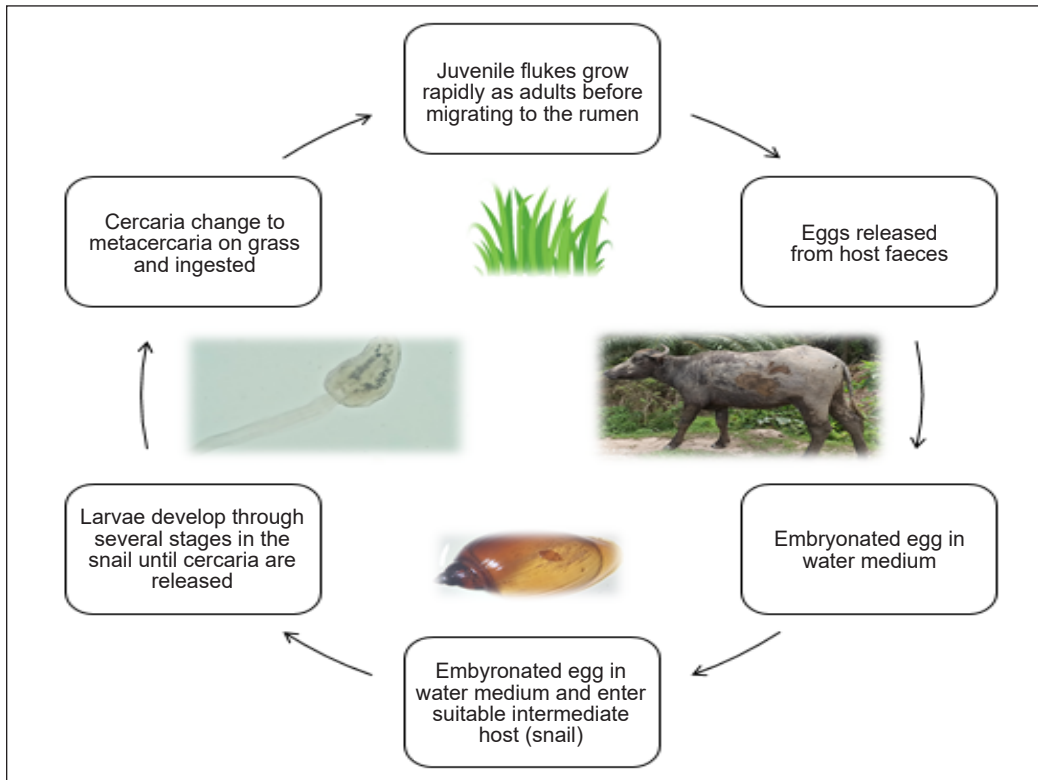 Juvenile flukes grow
rapidly as adults before
migrating to the rumen
Eggs released
from host faeces
Embryonated egg in
water medium
Embyronated egg in
water medium and enter
suitable intermediate
host (snail)
Larvae develop through
several stages in the
snail until cercaria are
released
Cercaria change to
metacercaria on grass
and ingested